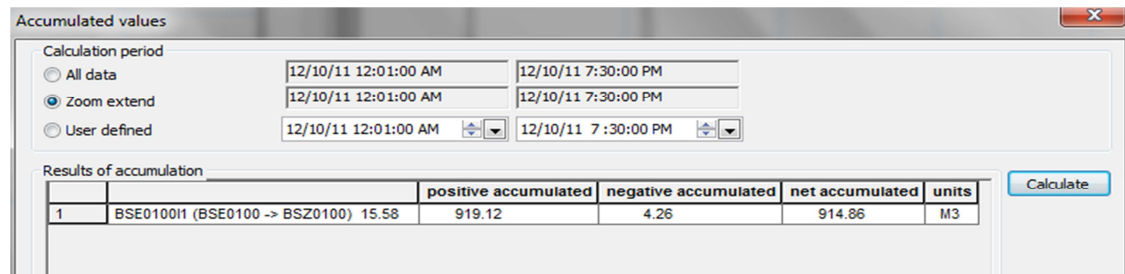 Accumulated values
Calculation period
All data 12/10/11 12:01:00 AM 12/10/11 7:30:00 PM
Zoom extend 12/10/11 12:01:00 AM 12/10/11 7:30:00 PM
User defined 12/10/11 12:01:00 AM 12/10/11 7:30:00 PM
Results of accumulation
Calculate
positive accumulated negative accumulated net accumulated units
1 BSE0100I1 (BSE0100 -> BSZ0100) 15.58 919.12 4.26 914.86 M3